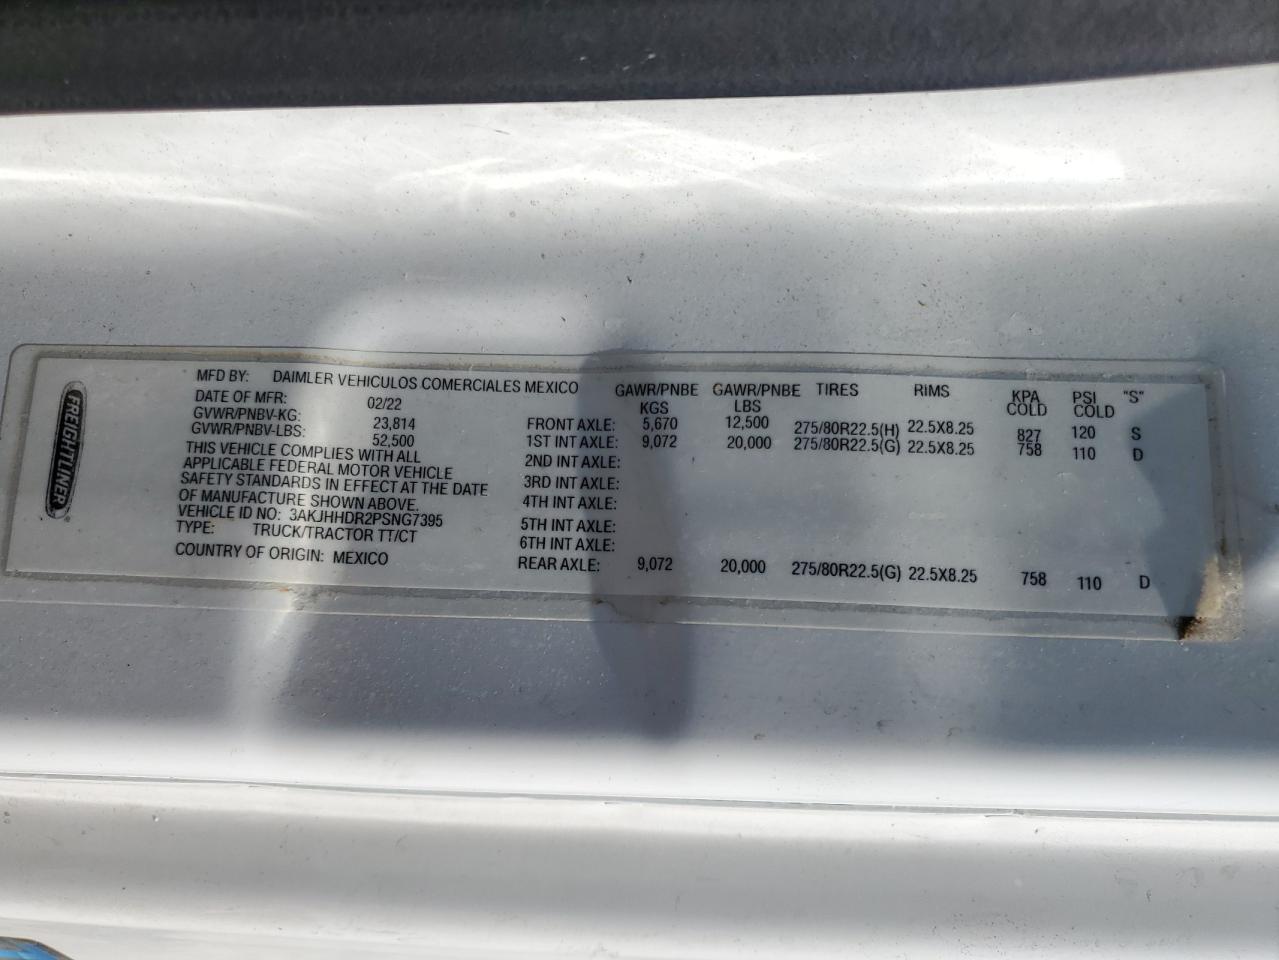 FREIGHTLINER
MFD BY: DAIMLER VEHICULOS COMERCIALES MEXICO
DATE OF MFR: 02/22
GVWR/PNBV-KG: 23,814
GVWR/PNBV-LBS: 52,500
THIS VEHICLE COMPLIES WITH ALL
APPLICABLE FEDERAL MOTOR VEHICLE
SAFETY STANDARDS IN EFFECT AT THE DATE
OF MANUFACTURE SHOWN ABOVE.
VEHICLE ID NO: 3AKJHHDR2PSNG7395
TYPE: TRUCK/TRACTOR TT/CT
COUNTRY OF ORIGIN: MEXICO
GAWR/PNBE GAWR/PNBE TIRES RIMS KPA PSI "S"
KGS LBS COLD COLD
FRONT AXLE: 5,670 12,500 275/80R22.5(H) 22.5X8.25 827 120 S
1ST INT AXLE: 9,072 20,000 275/80R22.5(G) 22.5X8.25 758 110 D
2ND INT AXLE:
3RD INT AXLE:
4TH INT AXLE:
5TH INT AXLE:
6TH INT AXLE:
REAR AXLE: 9,072 20,000 275/80R22.5(G) 22.5X8.25 758 110 D